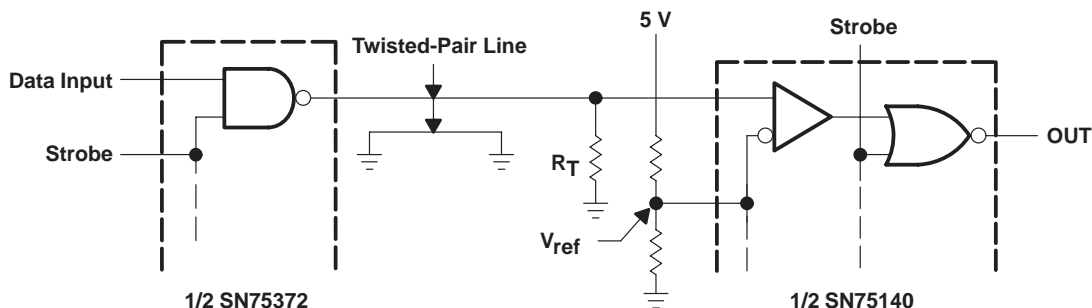 5 V
Strobe
Twisted-Pair Line
Data Input
OUT
Strobe
RT
Vref
1/2 SN75372
1/2 SN75140